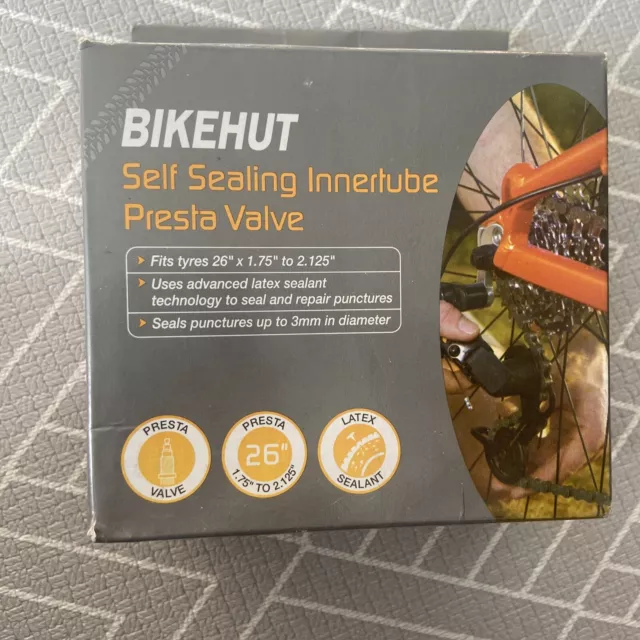 BIKEHUT
Self Sealing Innertube
Presta Valve
Fits tyres 26" x 1.75" to 2.125"
Uses advanced latex sealant
technology to seal and repair punctures
Seals punctures up to 3mm in diameter
PRESTA
VALVE
PRESTA
26"
1.75" TO 2.125"
LATEX
SEALANT